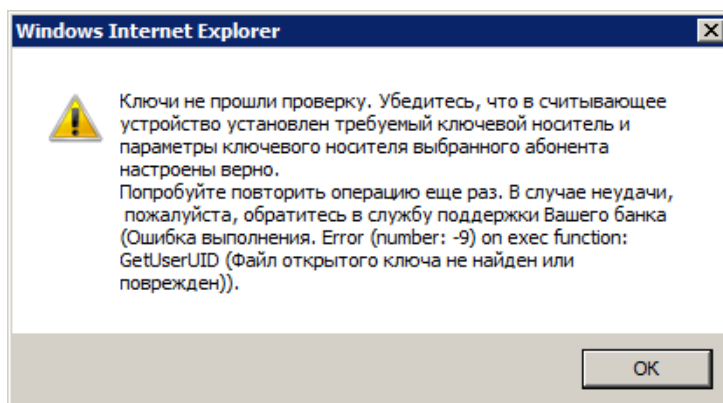 Windows Internet Explorer
Ключи не прошли проверку. Убедитесь, что в считывающее
устройство установлен требуемый ключевой носитель и
параметры ключевого носителя выбранного абонента
настроены верно.
Попробуйте повторить операцию еще раз. В случае неудачи,
пожалуйста, обратитесь в службу поддержки Вашего банка
(Ошибка выполнения. Error (number: -9) on exec function:
GetUserUID (Файл открытого ключа не найден или
поврежден)).
OK